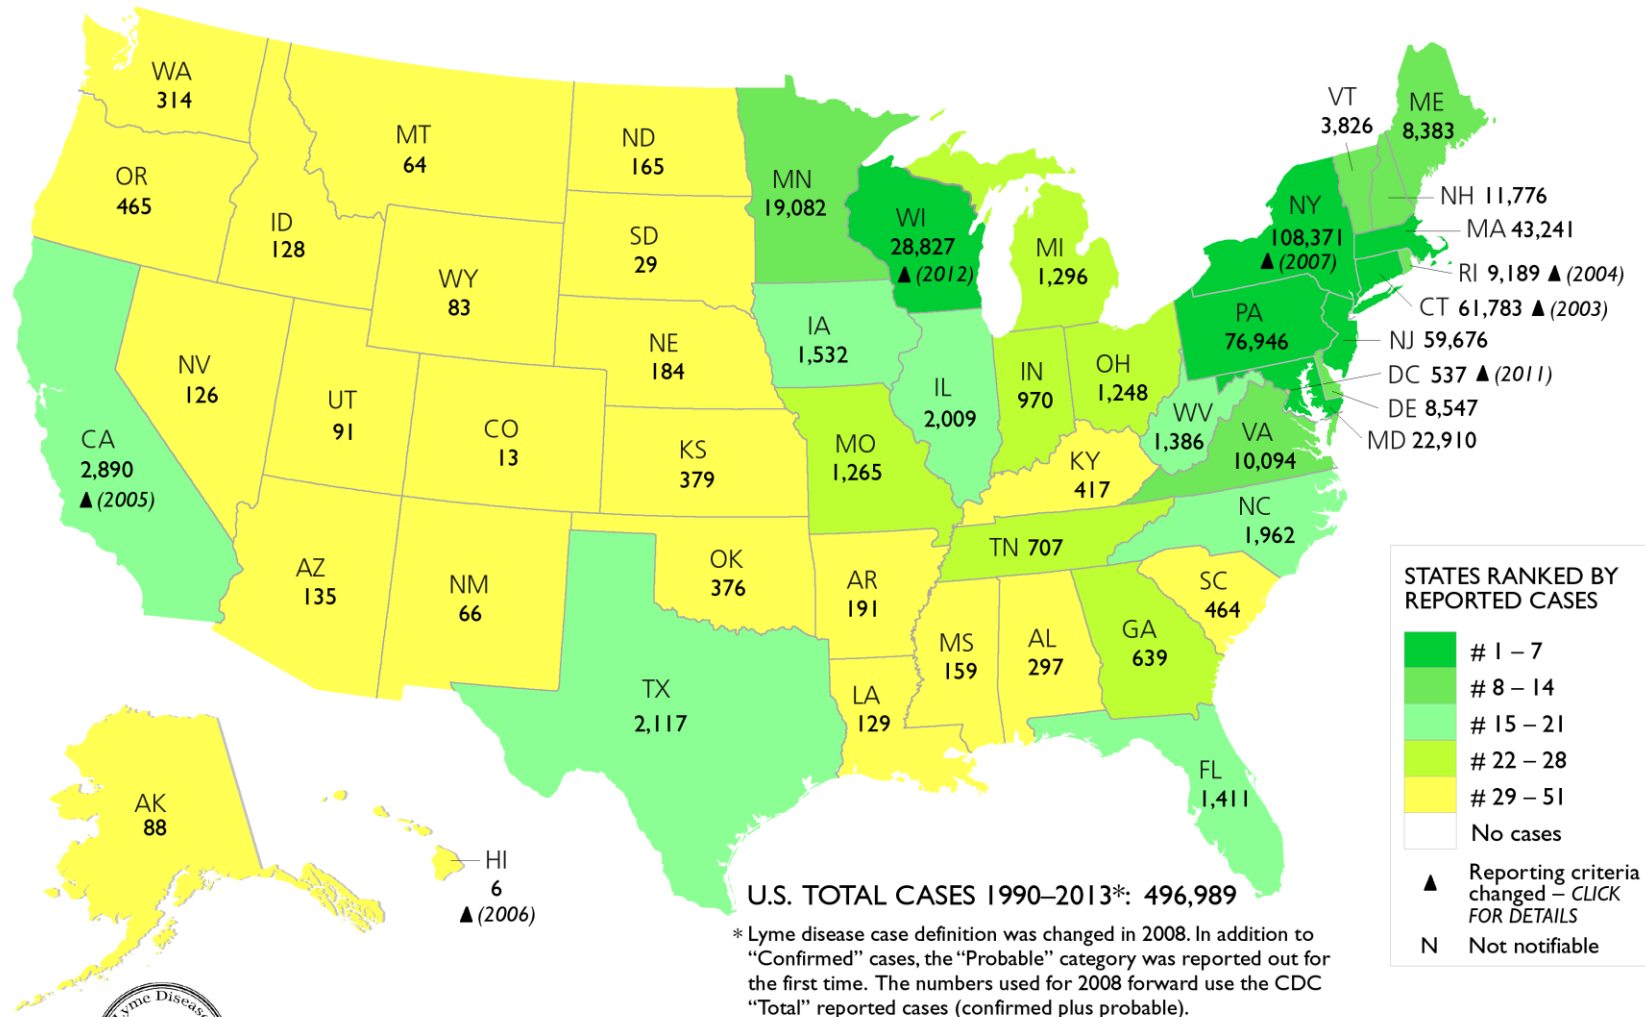 WA
314
OR
465
MT
64
ID
128
WY
83
ND
165
SD
29
NE
184
NV
126
UT
91
CO
13
KS
379
CA
2,890
▲ (2005)
AZ
135
NM
66
OK
376
TX
2,117
MN
19,082
WI
28,827
▲ (2012)
MI
1,296
IA
1,532
IL
2,009
IN
970
OH
1,248
MO
1,265
KY
417
TN 707
AR
191
LA
129
MS
159
AL
297
GA
639
FL
1,411
SC
464
NC
1,962
VA
10,094
WV
1,386
PA
76,946
NY
108,371
▲ (2007)
VT
3,826
ME
8,383
NH 11,776
MA 43,241
RI 9,189 ▲ (2004)
CT 61,783 ▲ (2003)
NJ 59,676
DC 537 ▲ (2011)
DE 8,547
MD 22,910
AK
88
HI
6
▲ (2006)
STATES RANKED BY
REPORTED CASES
# 1 – 7
# 8 – 14
# 15 – 21
# 22 – 28
# 29 – 51
No cases
▲ Reporting criteria
changed – CLICK
FOR DETAILS
N Not notifiable
U.S. TOTAL CASES 1990–2013*: 496,989
* Lyme disease case definition was changed in 2008. In addition to
“Confirmed” cases, the “Probable” category was reported out for
the first time. The numbers used for 2008 forward use the CDC
“Total” reported cases (confirmed plus probable).
Lyme Disease